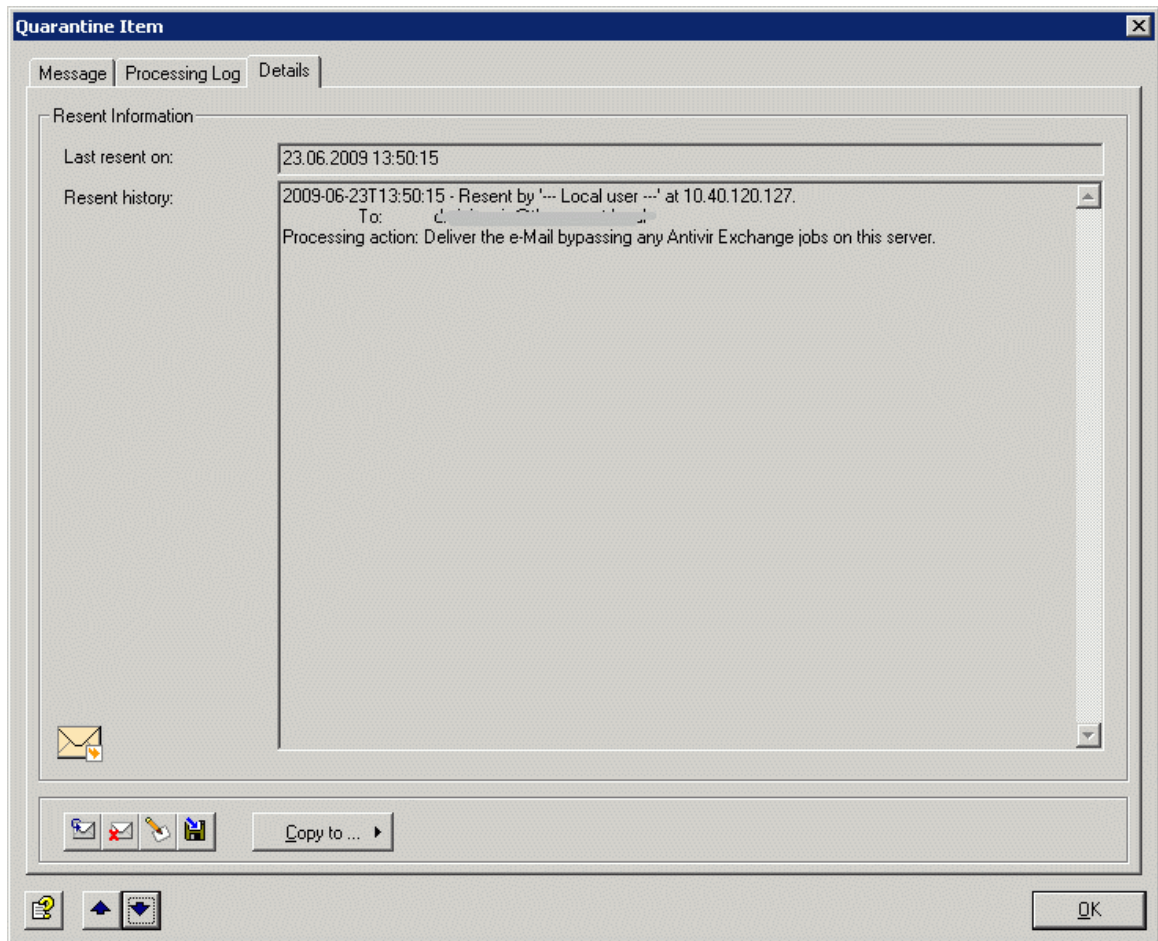 Quarantine Item
Message Processing Log Details
Resent Information
Last resent on: 23.06.2009 13:50:15
Resent history: 2009-06-23T13:50:15 - Resent by '--- Local user ---' at 10.40.120.127.
To:
Processing action: Deliver the e-Mail bypassing any Antivir Exchange jobs on this server.
Copy to ...
OK